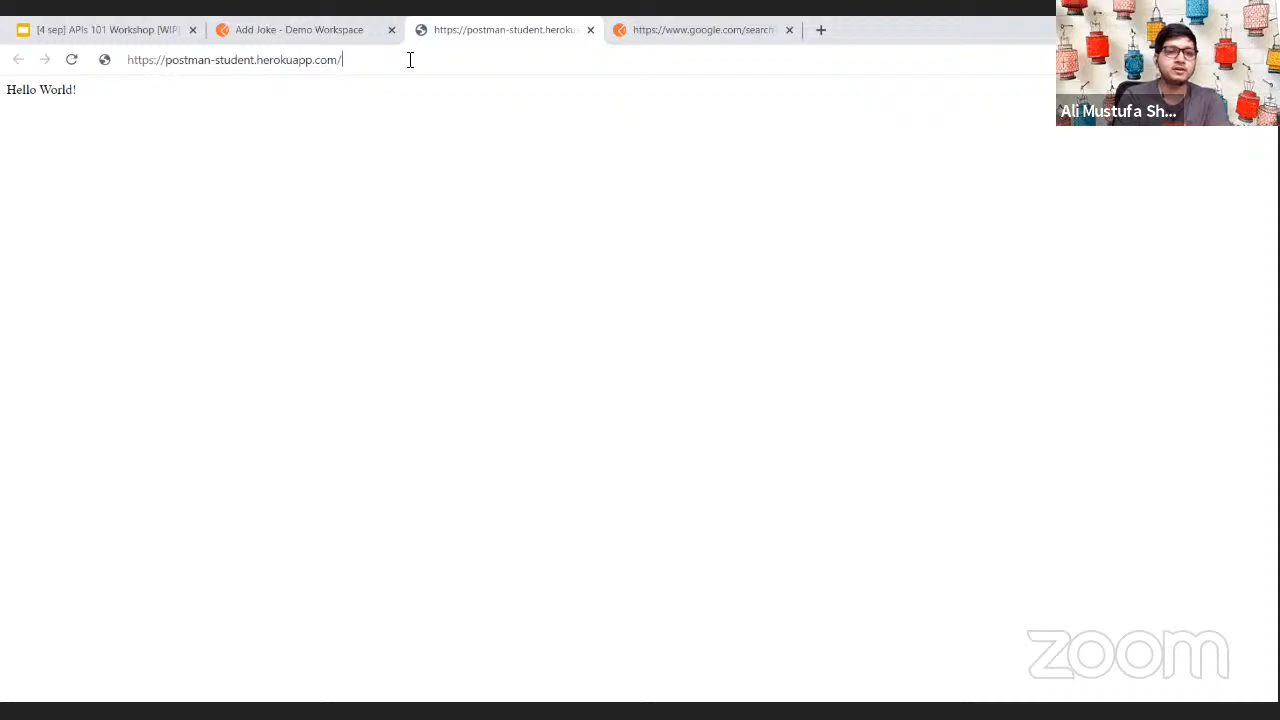 [4 sep] APIs 101 Workshop [WIP]
Add Joke - Demo Workspace
https://postman-student.heroku
https://www.google.com/search
https://postman-student.herokuapp.com/
Hello World!
Ali Mustufa Sh...
zoom